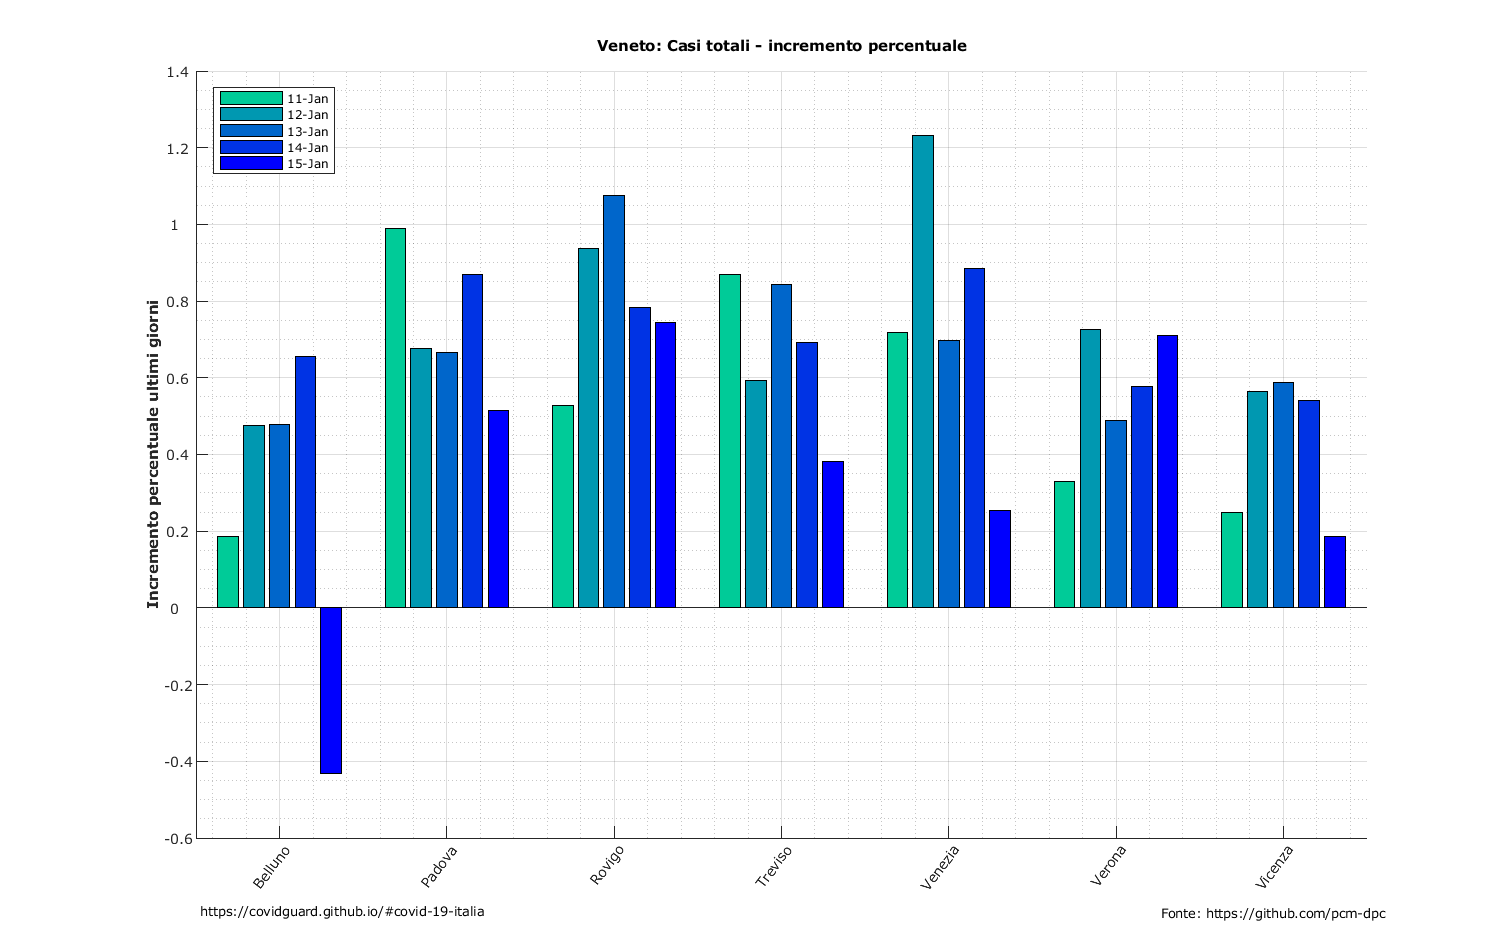 Veneto: Casi totali - incremento percentuale
11-Jan
12-Jan
13-Jan
14-Jan
15-Jan
Incremento percentuale ultimi giorni
1.4
1.2
1
0.8
0.6
0.4
0.2
0
-0.2
-0.4
-0.6
Belluno
Padova
Rovigo
Treviso
Venezia
Verona
Vicenza
https://covidguard.github.io/#covid-19-italia
Fonte: https://github.com/pcm-dpc